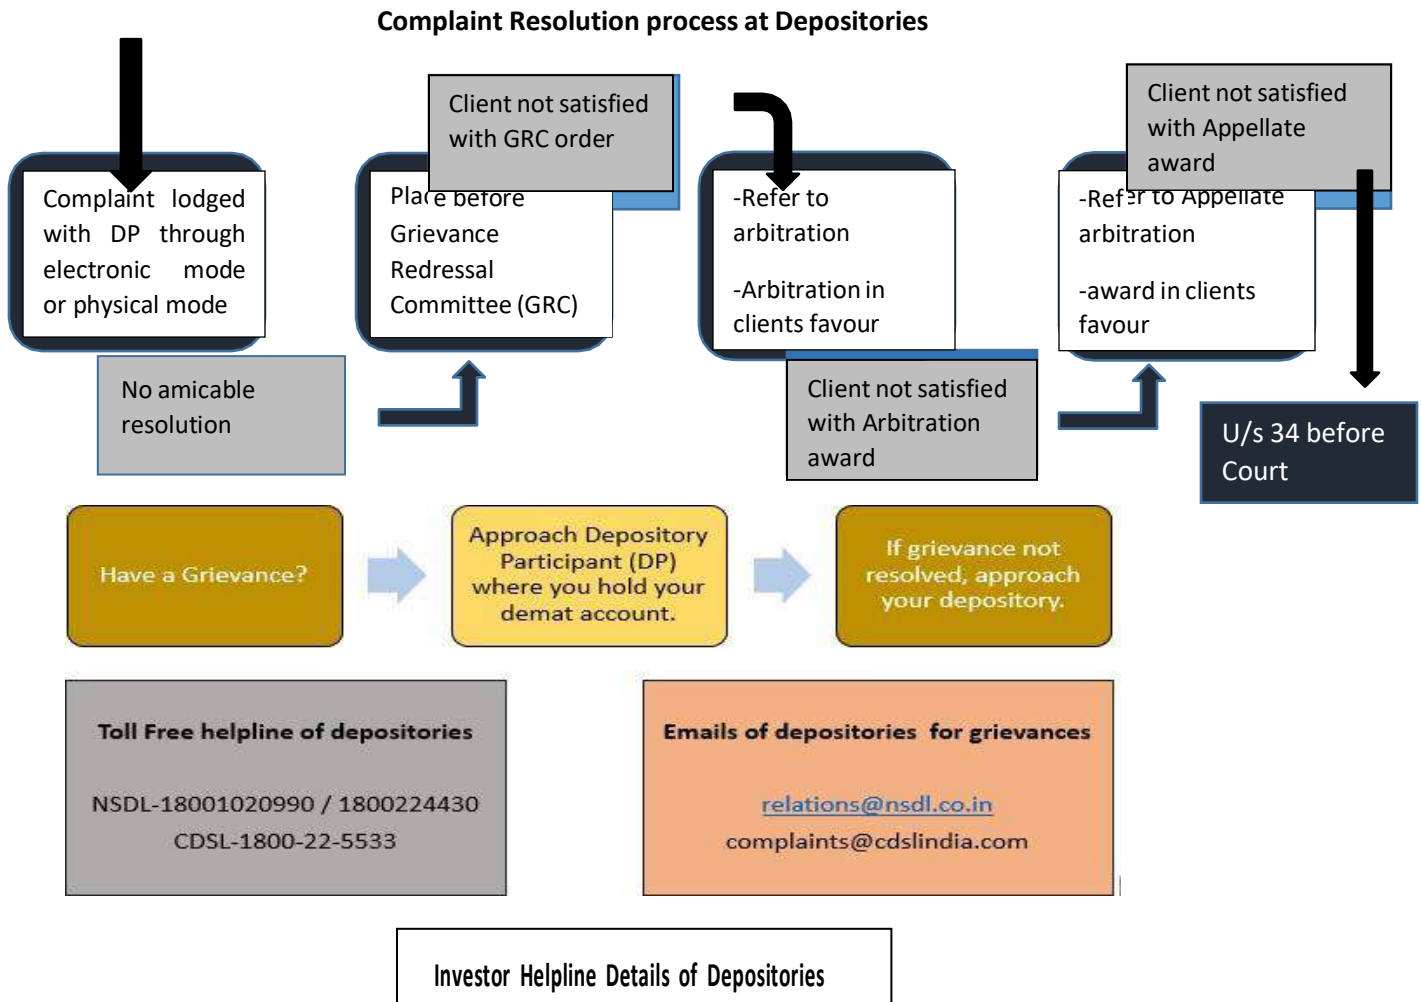 Complaint Resolution process at Depositories
Client not satisfied
with GRC order
Client not satisfied
with Appellate
award
Complaint lodged
with DP through
electronic mode
or physical mode
Place before
Grievance
Redressal
Committee (GRC)
-Refer to
arbitration
-Arbitration in
clients favour
-Refer to Appellate
arbitration
-award in clients
favour
No amicable
resolution
Client not satisfied
with Arbitration
award
U/s 34 before
Court
Have a Grievance?
Approach Depository
Participant (DP)
where you hold your
demat account.
If grievance not
resolved, approach
your depository.
Toll Free helpline of depositories
NSDL-18001020990 / 1800224430
CDSL-1800-22-5533
Emails of depositories for grievances
relations@nsdl.co.in
complaints@cdslindia.com
Investor Helpline Details of Depositories